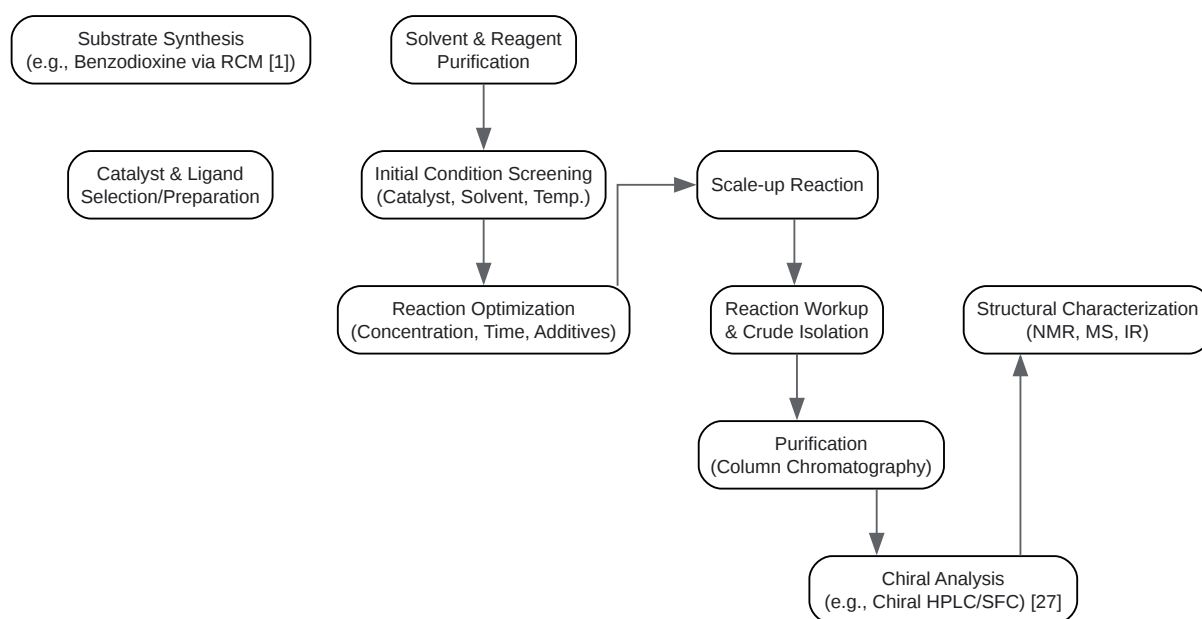 Substrate Synthesis
(e.g., Benzodioxine via RCM [1])
Solvent & Reagent
Purification
Catalyst & Ligand
Selection/Preparation
Initial Condition Screening
(Catalyst, Solvent, Temp.)
Scale-up Reaction
Reaction Optimization
(Concentration, Time, Additives)
Reaction Workup
& Crude Isolation
Structural Characterization
(NMR, MS, IR)
Purification
(Column Chromatography)
Chiral Analysis
(e.g., Chiral HPLC/SFC) [27]